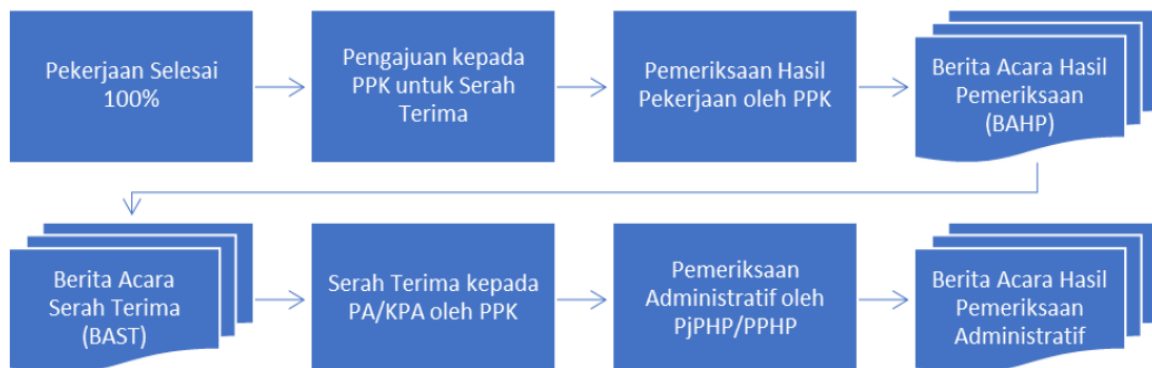 Pekerjaan Selesai
100%
Pengajuan kepada
PPK untuk Serah
Terima
Pemeriksaan Hasil
Pekerjaan oleh PPK
Berita Acara Hasil
Pemeriksaan
(BAHP)
Berita Acara
Serah Terima
(BAST)
Serah Terima kepada
PA/KPA oleh PPK
Pemeriksaan
Administratif oleh
PjPHP/PPHP
Berita Acara Hasil
Pemeriksaan
Administratif